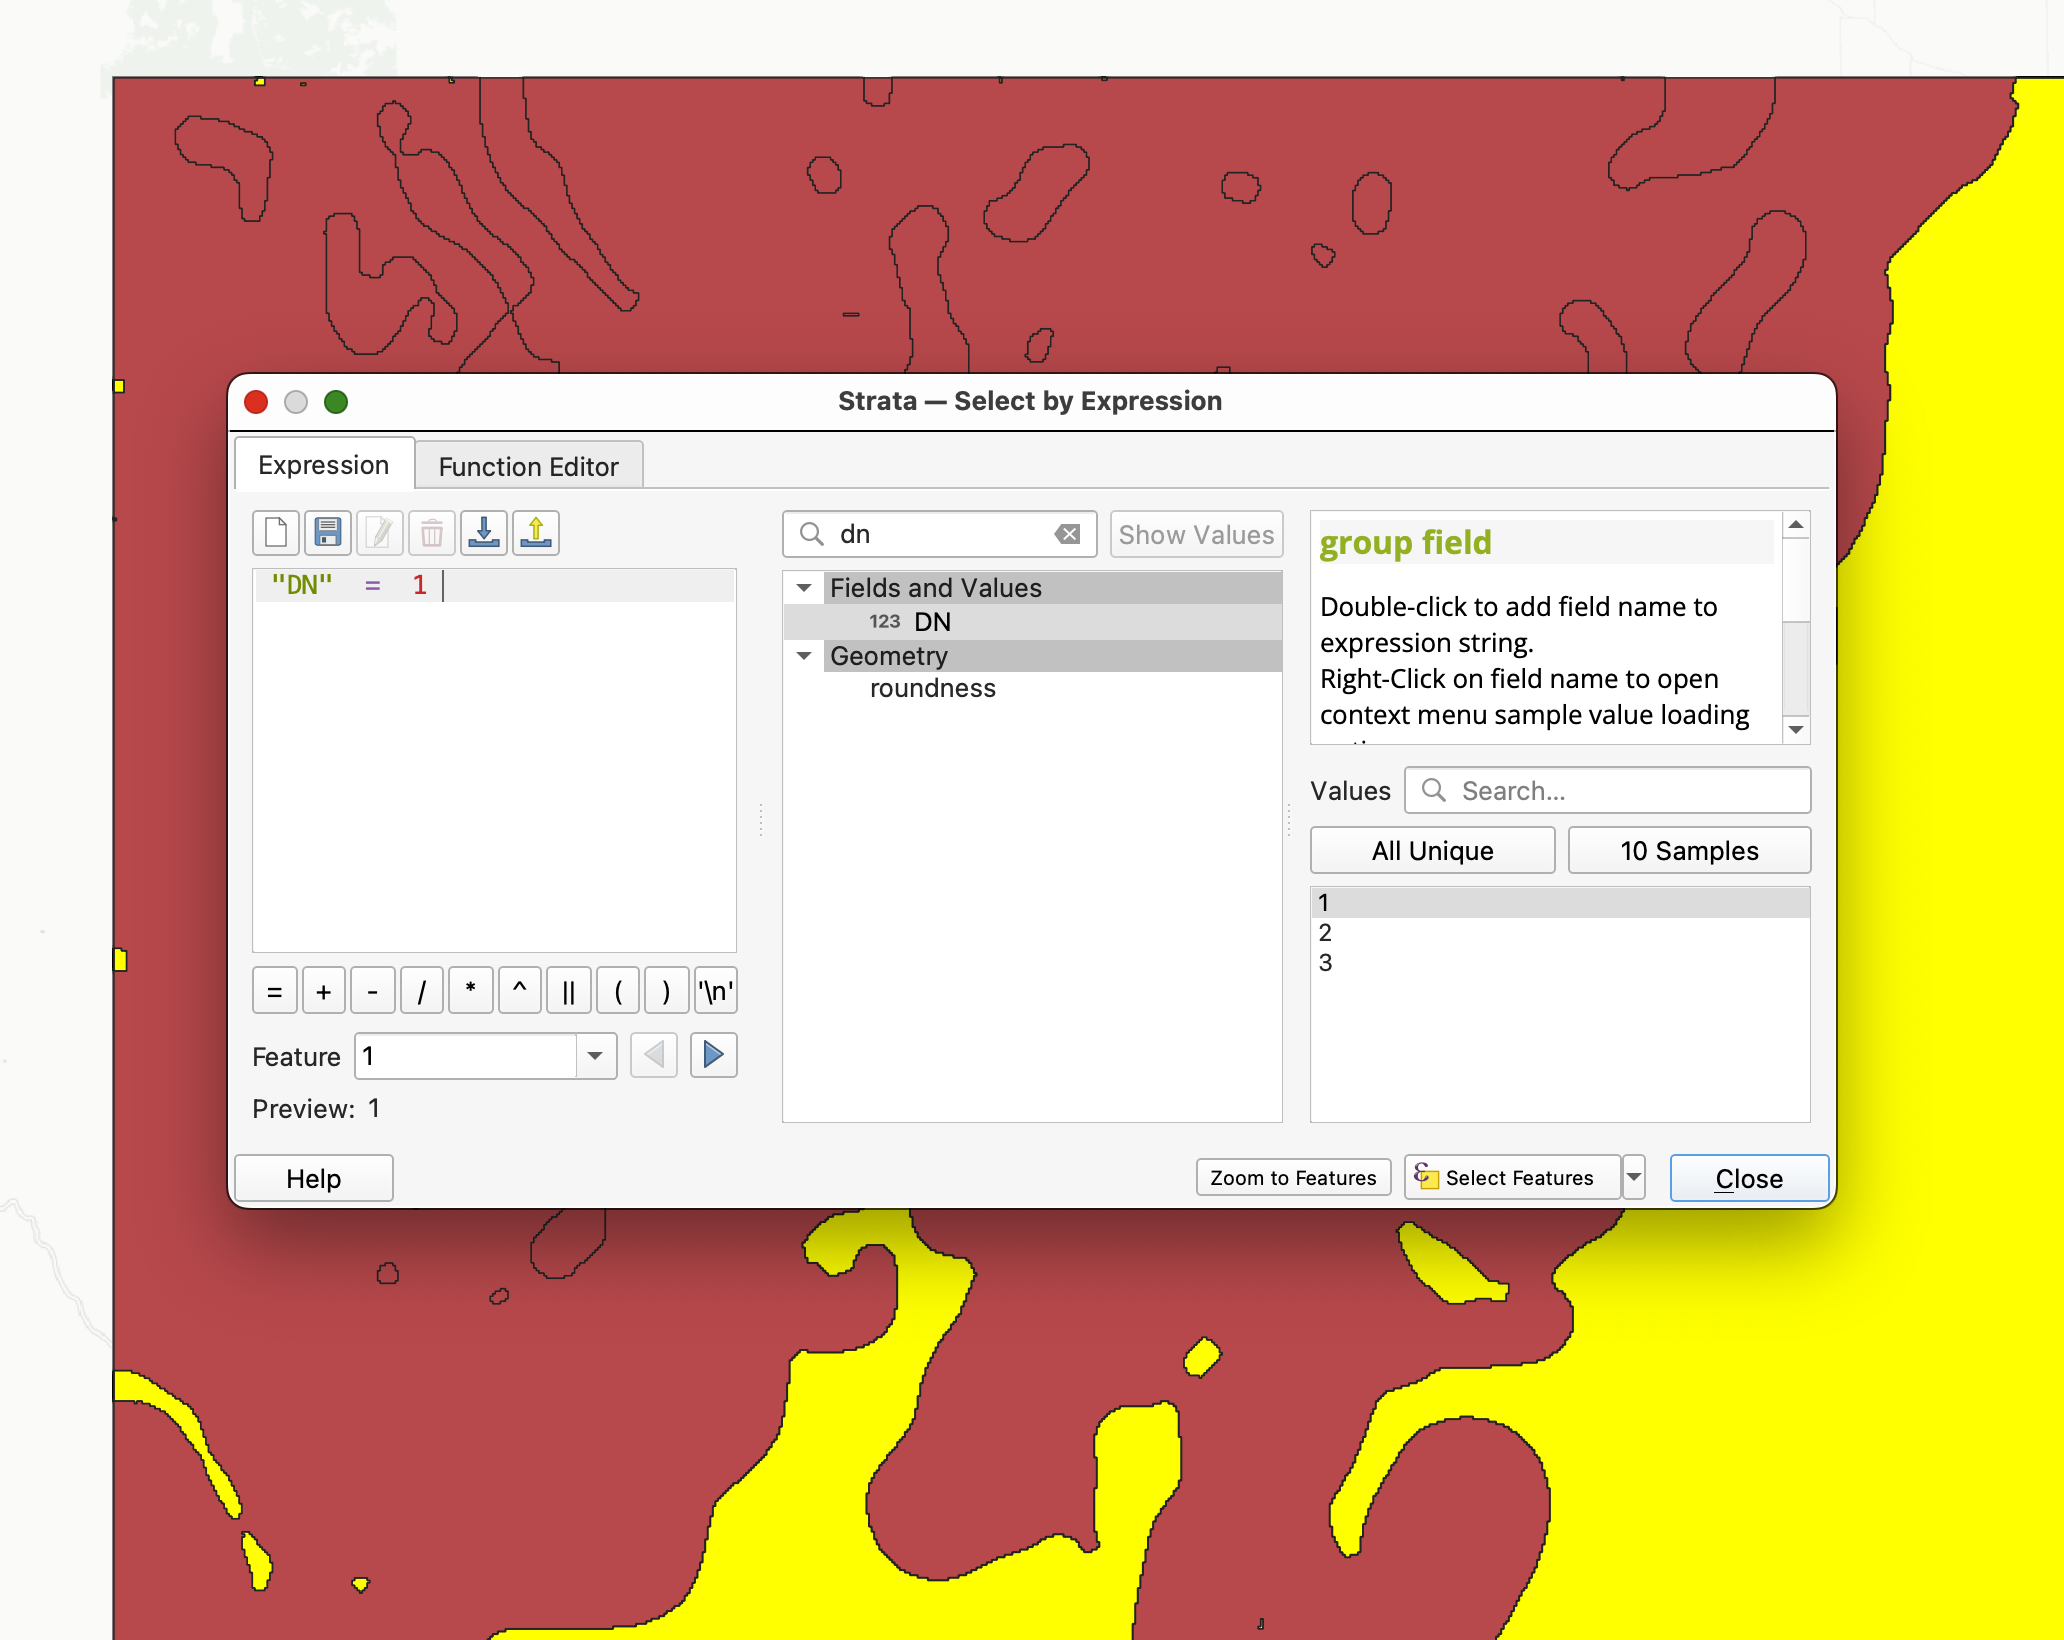 Strata — Select by Expression
Expression
Function Editor
"DN" = 1
dn
Show Values
Fields and Values
123 DN
Geometry
roundness
group field
Double-click to add field name to
expression string.
Right-Click on field name to open
context menu sample value loading
Values
Search...
All Unique
10 Samples
1
2
3
= + - / * ^ || ( ) '\n'
Feature 1
Preview: 1
Help
Zoom to Features
Select Features
Close